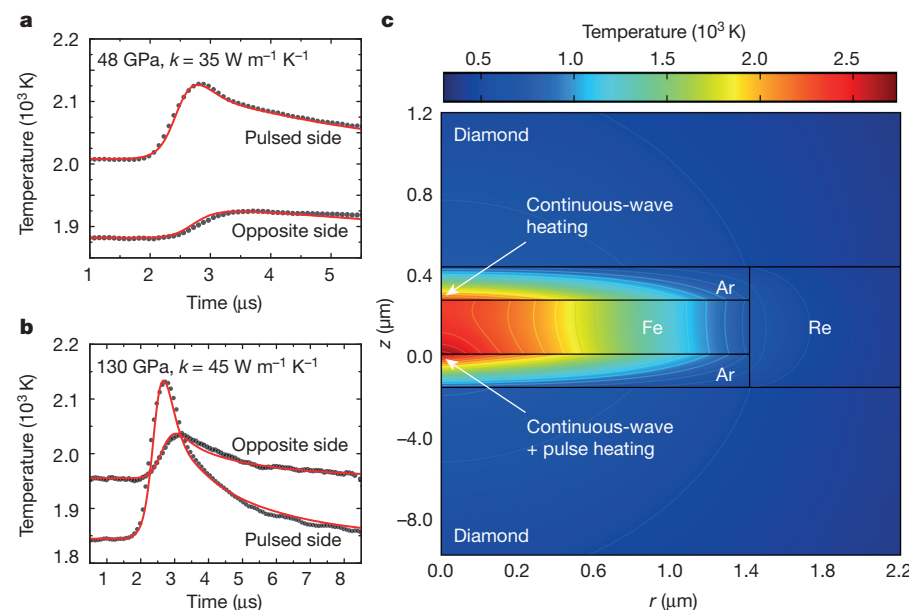 a
2.2
2.1
2.0
1.9
Temperature (10³ K)
48 GPa, k = 35 W m⁻¹ K⁻¹
Pulsed side
Opposite side
1 2 3 4 5
Time (μs)
b
2.2
2.1
2.0
1.9
1.8
Temperature (10³ K)
130 GPa, k = 45 W m⁻¹ K⁻¹
Opposite side
Pulsed side
1 2 3 4 5 6 7 8
Time (μs)
c
Temperature (10³ K)
0.5 1.0 1.5 2.0 2.5
1.2
0.8
0.4
0.0
−4.0
−8.0
z (μm)
Diamond
Continuous-wave
heating
Ar
Fe
Re
Ar
Continuous-wave
+ pulse heating
Diamond
0.0 0.2 0.6 1.4 1.8 2.2
r (μm)